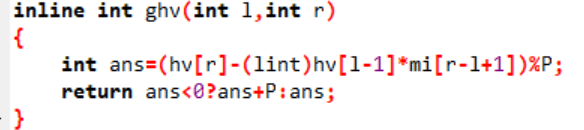 inline int ghv(int l,int r)
{
int ans=(hv[r]-(lint)hv[l-1]*mi[r-l+1])%P;
return ans<0?ans+P:ans;
}